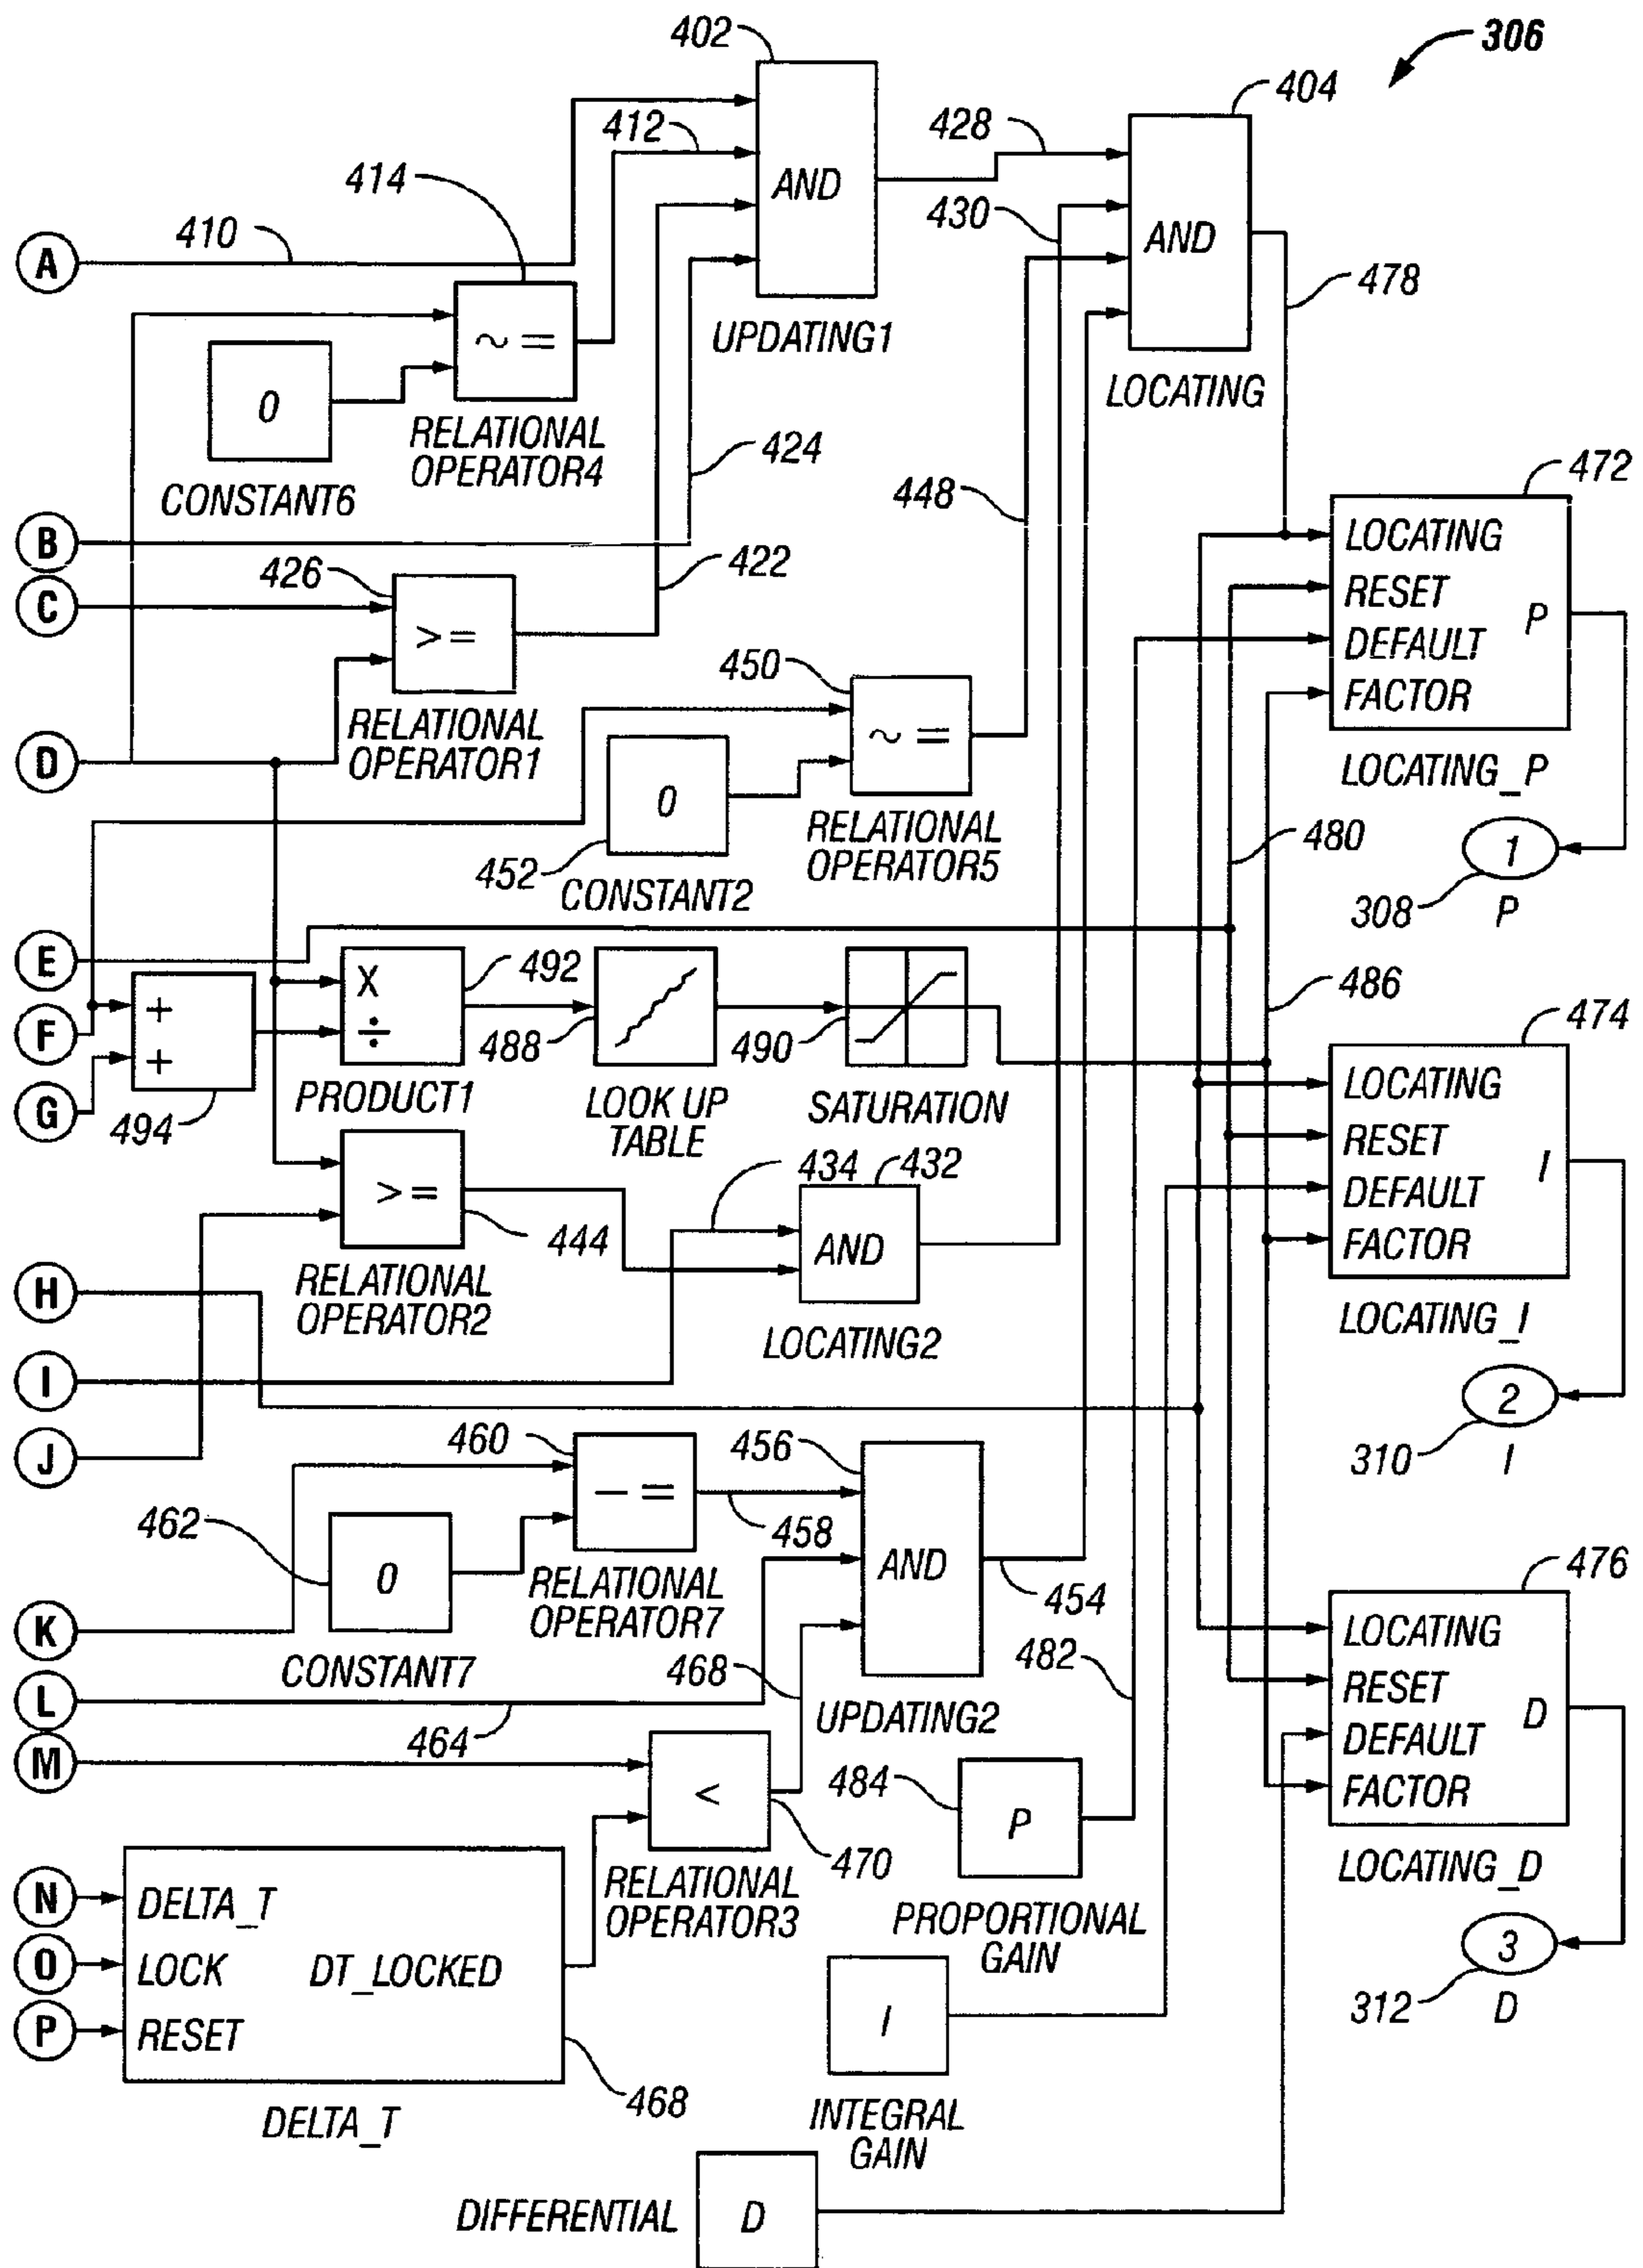 402
306
404
412
428
414
AND
410
430
AND
A
478
~ =
UPDATING1
0
LOCATING
RELATIONAL
OPERATOR4
424
472
CONSTANT6
448
B
LOCATING
426
422
C
RESET
P
> =
450
DEFAULT
FACTOR
RELATIONAL
OPERATOR1
D
~ =
LOCATING_P
0
RELATIONAL
OPERATOR5
480
1
452
CONSTANT2
308
P
E
X
÷
492
486
+
+
F
488
490
474
G
494
PRODUCT1
LOOK UP
TABLE
SATURATION
LOCATING
RESET
I
434
432
DEFAULT
> =
444
AND
FACTOR
H
RELATIONAL
OPERATOR2
LOCATING2
LOCATING_I
I
2
J
460
456
310
I
– =
462
458
0
AND
476
RELATIONAL
OPERATOR7
454
LOCATING
K
CONSTANT7
468
482
RESET
D
L
UPDATING2
DEFAULT
464
M
484
FACTOR
<
P
470
LOCATING_D
N
DELTA_T
RELATIONAL
OPERATOR3
PROPORTIONAL
GAIN
O
LOCK
DT_LOCKED
3
312
D
P
RESET
I
468
DELTA_T
INTEGRAL
GAIN
DIFFERENTIAL
D